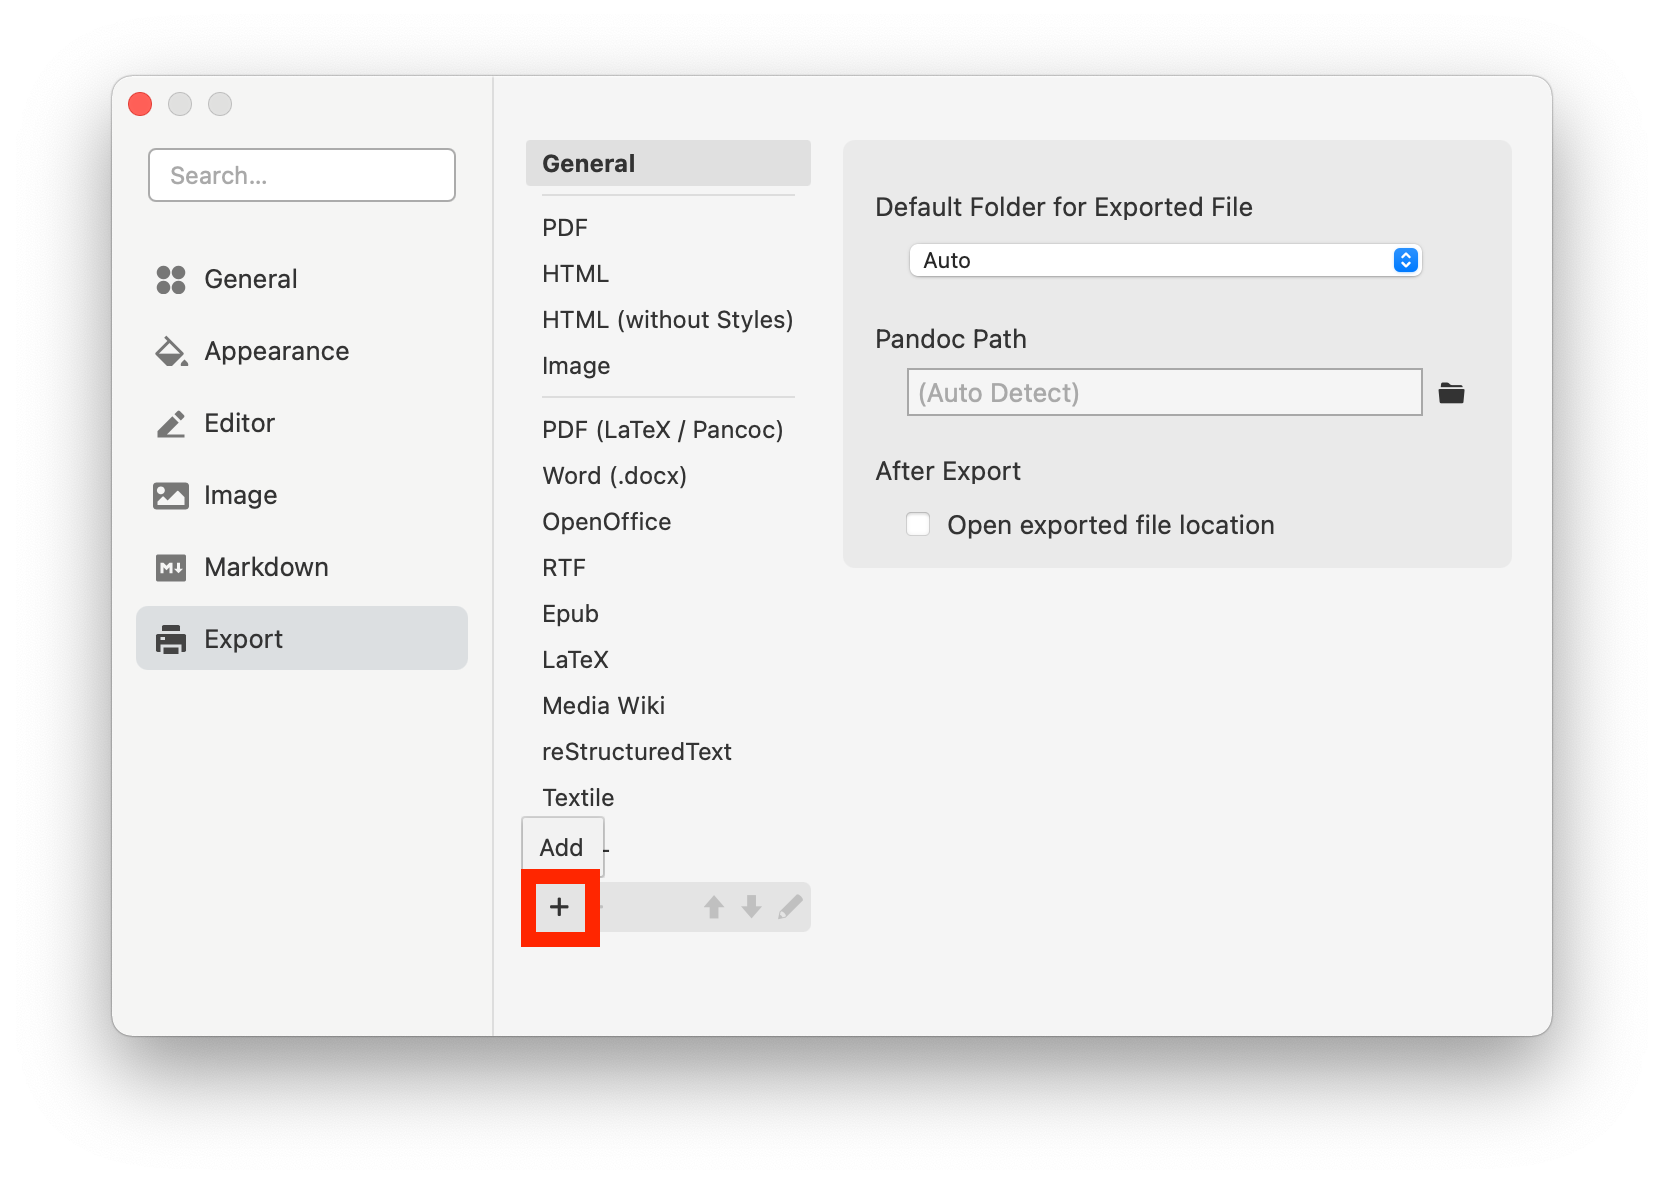 Search...
General
Appearance
Editor
Image
Markdown
Export
General
PDF
HTML
HTML (without Styles)
Image
PDF (LaTeX / Pancoc)
Word (.docx)
OpenOffice
RTF
Epub
LaTeX
Media Wiki
reStructuredText
Textile
Add
+
Default Folder for Exported File
Auto
Pandoc Path
(Auto Detect)
After Export
Open exported file location